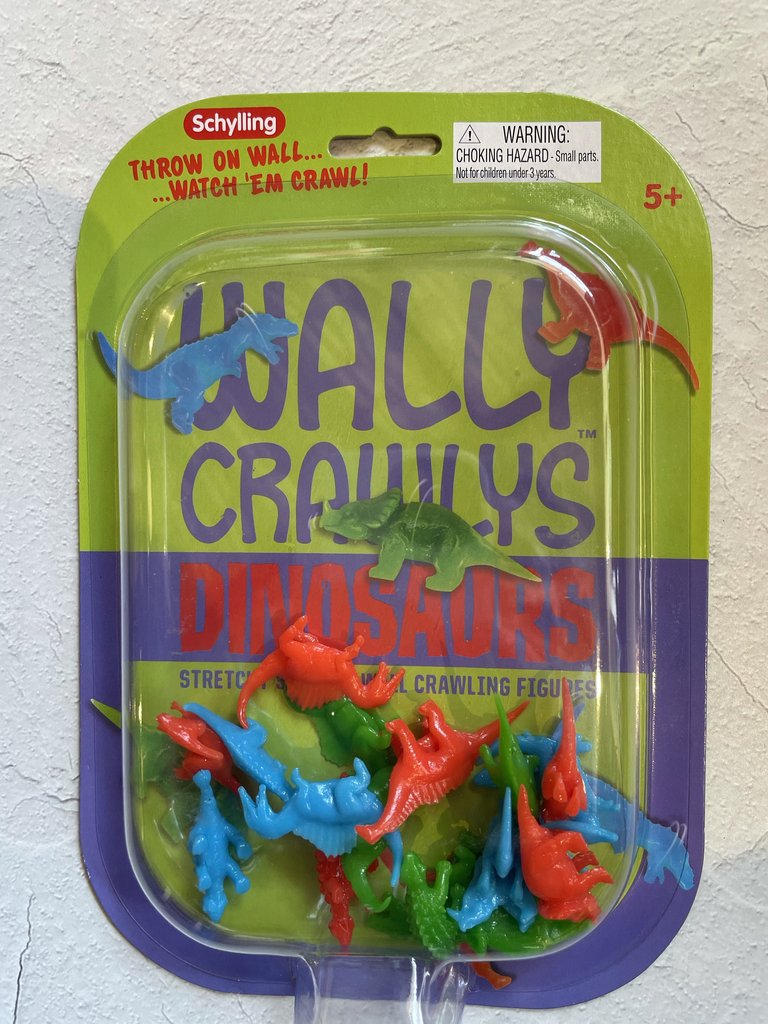 Schylling
THROW ON WALL...
...WATCH 'EM CRAWL!
WARNING:
CHOKING HAZARD - Small parts.
Not for children under 3 years.
5+
WALLY
CRAWLYS™
DINOSAURS
CRAWLING FIGURES